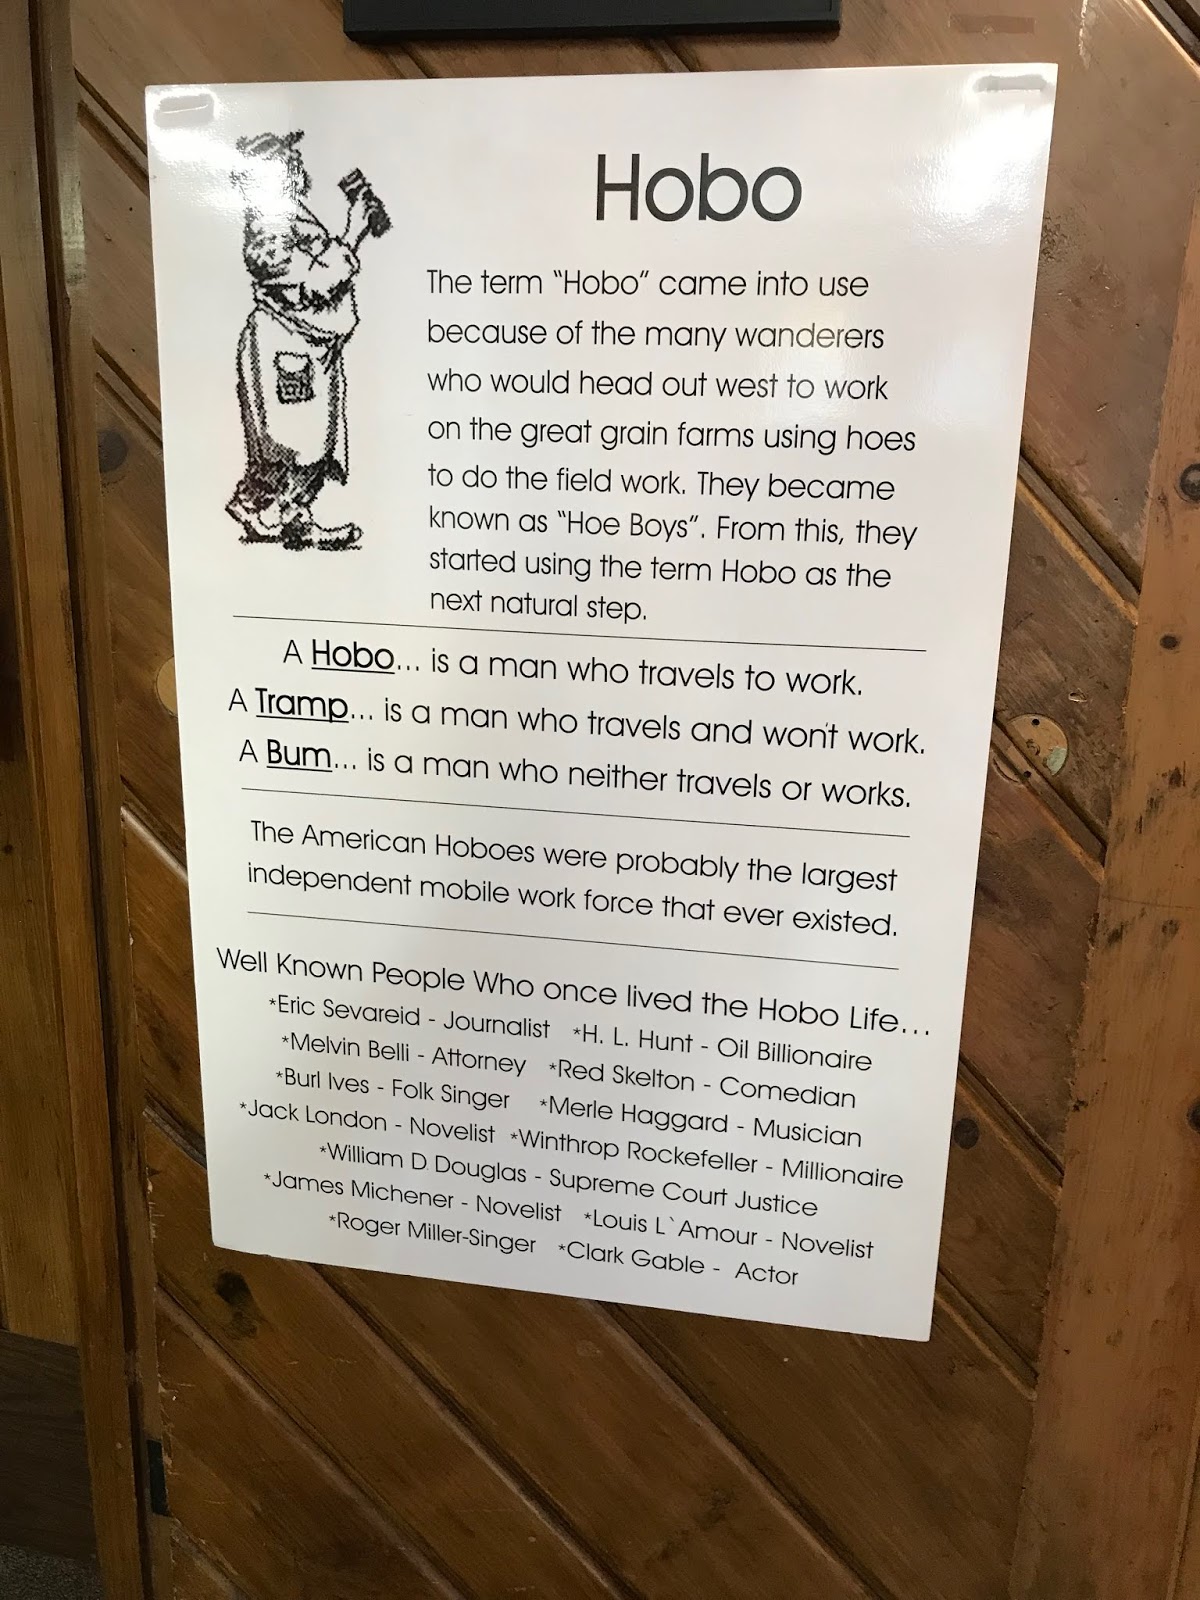 Hobo
The term “Hobo” came into use
because of the many wanderers
who would head out west to work
on the great grain farms using hoes
to do the field work. They became
known as “Hoe Boys”. From this, they
started using the term Hobo as the
next natural step.
A Hobo... is a man who travels to work.
A Tramp... is a man who travels and won't work.
A Bum... is a man who neither travels or works.
The American Hoboes were probably the largest
independent mobile work force that ever existed.
Well Known People Who once lived the Hobo Life...
*Eric Sevareid - Journalist *H. L. Hunt - Oil Billionaire
*Melvin Belli - Attorney *Red Skelton - Comedian
*Burl Ives - Folk Singer *Merle Haggard - Musician
*Jack London - Novelist *Winthrop Rockefeller - Millionaire
*William D. Douglas - Supreme Court Justice
*James Michener - Novelist *Louis L`Amour - Novelist
*Roger Miller-Singer *Clark Gable - Actor